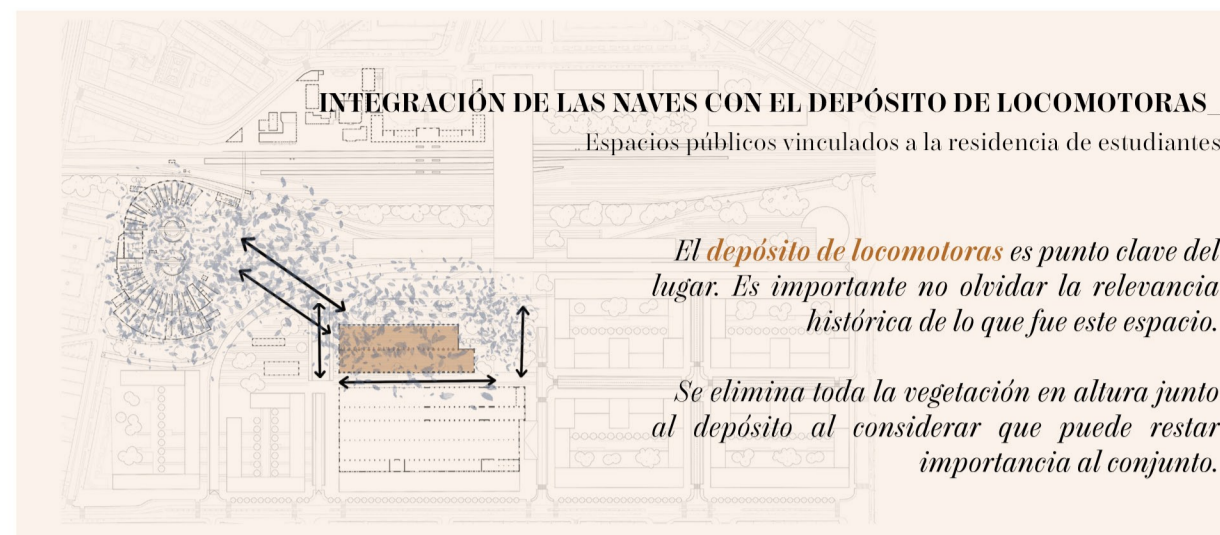 INTEGRACIÓN DE LAS NAVES CON EL DEPÓSITO DE LOCOMOTORAS_
Espacios públicos vinculados a la residencia de estudiantes
El depósito de locomotoras es punto clave del
lugar. Es importante no olvidar la relevancia
histórica de lo que fue este espacio.
Se elimina toda la vegetación en altura junto
al depósito al considerar que puede restar
importancia al conjunto.